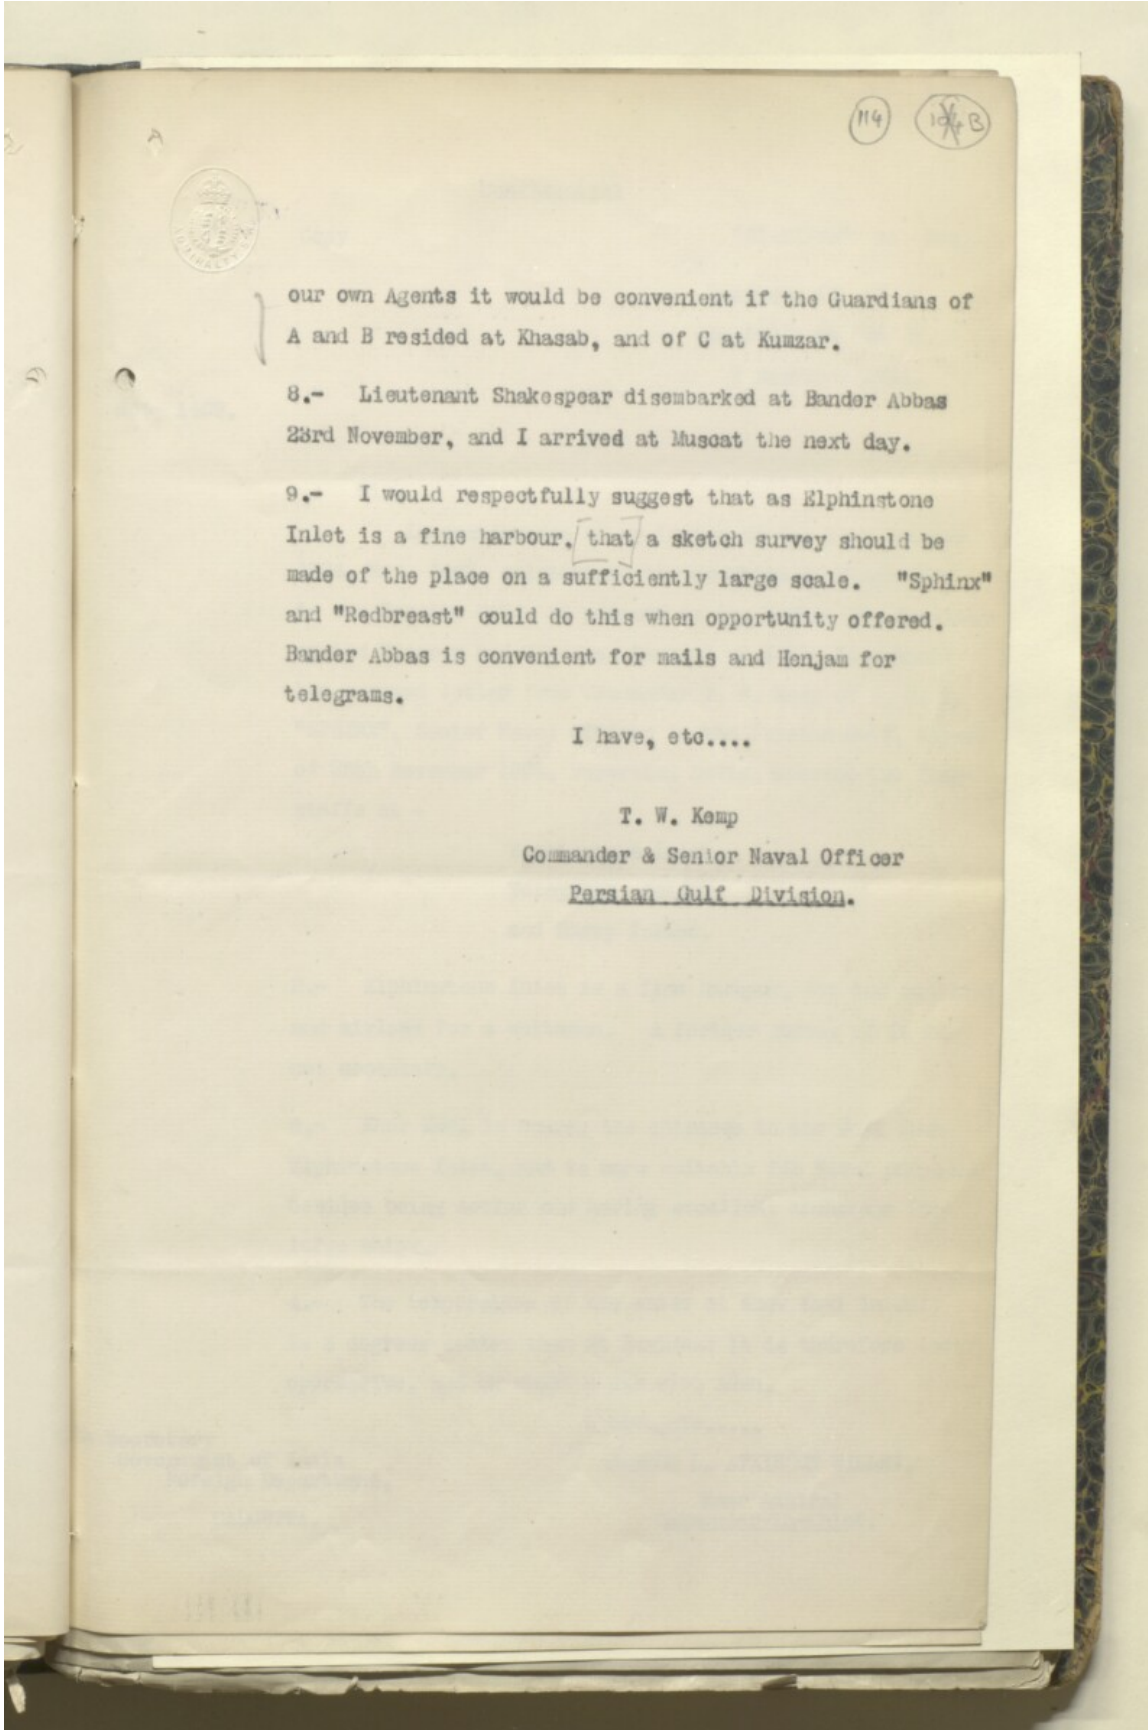 114
our own Agents it would be convenient if the Guardians of
A and B resided at Khasab, and of C at Kumzar.
8.- Lieutenant Shakespear disembarked at Bander Abbas
23rd November, and I arrived at Muscat the next day.
9.- I would respectfully suggest that as Elphinstone
Inlet is a fine harbour, [that] a sketch survey should be
made of the place on a sufficiently large scale. "Sphinx"
and "Redbreast" could do this when opportunity offered.
Bander Abbas is convenient for mails and Henjam for
telegrams.
I have, etc....
T. W. Kemp
Commander & Senior Naval Officer
Persian Gulf Division.